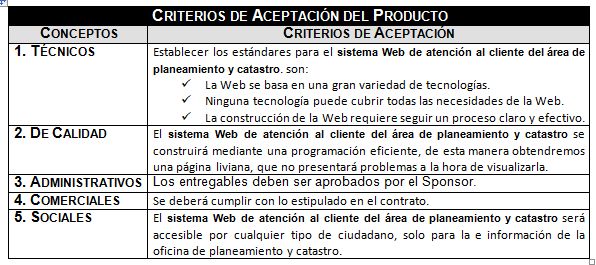 CRITERIOS DE ACEPTACIÓN DEL PRODUCTO
CONCEPTOS CRITERIOS DE ACEPTACIÓN
1. TÉCNICOS Establecer los estándares para el sistema Web de atención al cliente del área de
planeamiento y catastro. son:
✓ La Web se basa en una gran variedad de tecnologías.
✓ Ninguna tecnología puede cubrir todas las necesidades de la Web.
✓ La construcción de la Web requiere seguir un proceso claro y efectivo.
2. DE CALIDAD El sistema Web de atención al cliente del área de planeamiento y catastro se
construirá mediante una programación eficiente, de esta manera obtendremos
una página liviana, que no presentará problemas a la hora de visualizarla.
3. ADMINISTRATIVOS Los entregables deben ser aprobados por el Sponsor.
4. COMERCIALES Se deberá cumplir con lo estipulado en el contrato.
5. SOCIALES El sistema Web de atención al cliente del área de planeamiento y catastro será
accesible por cualquier tipo de ciudadano, solo para la e información de la
oficina de planeamiento y catastro.